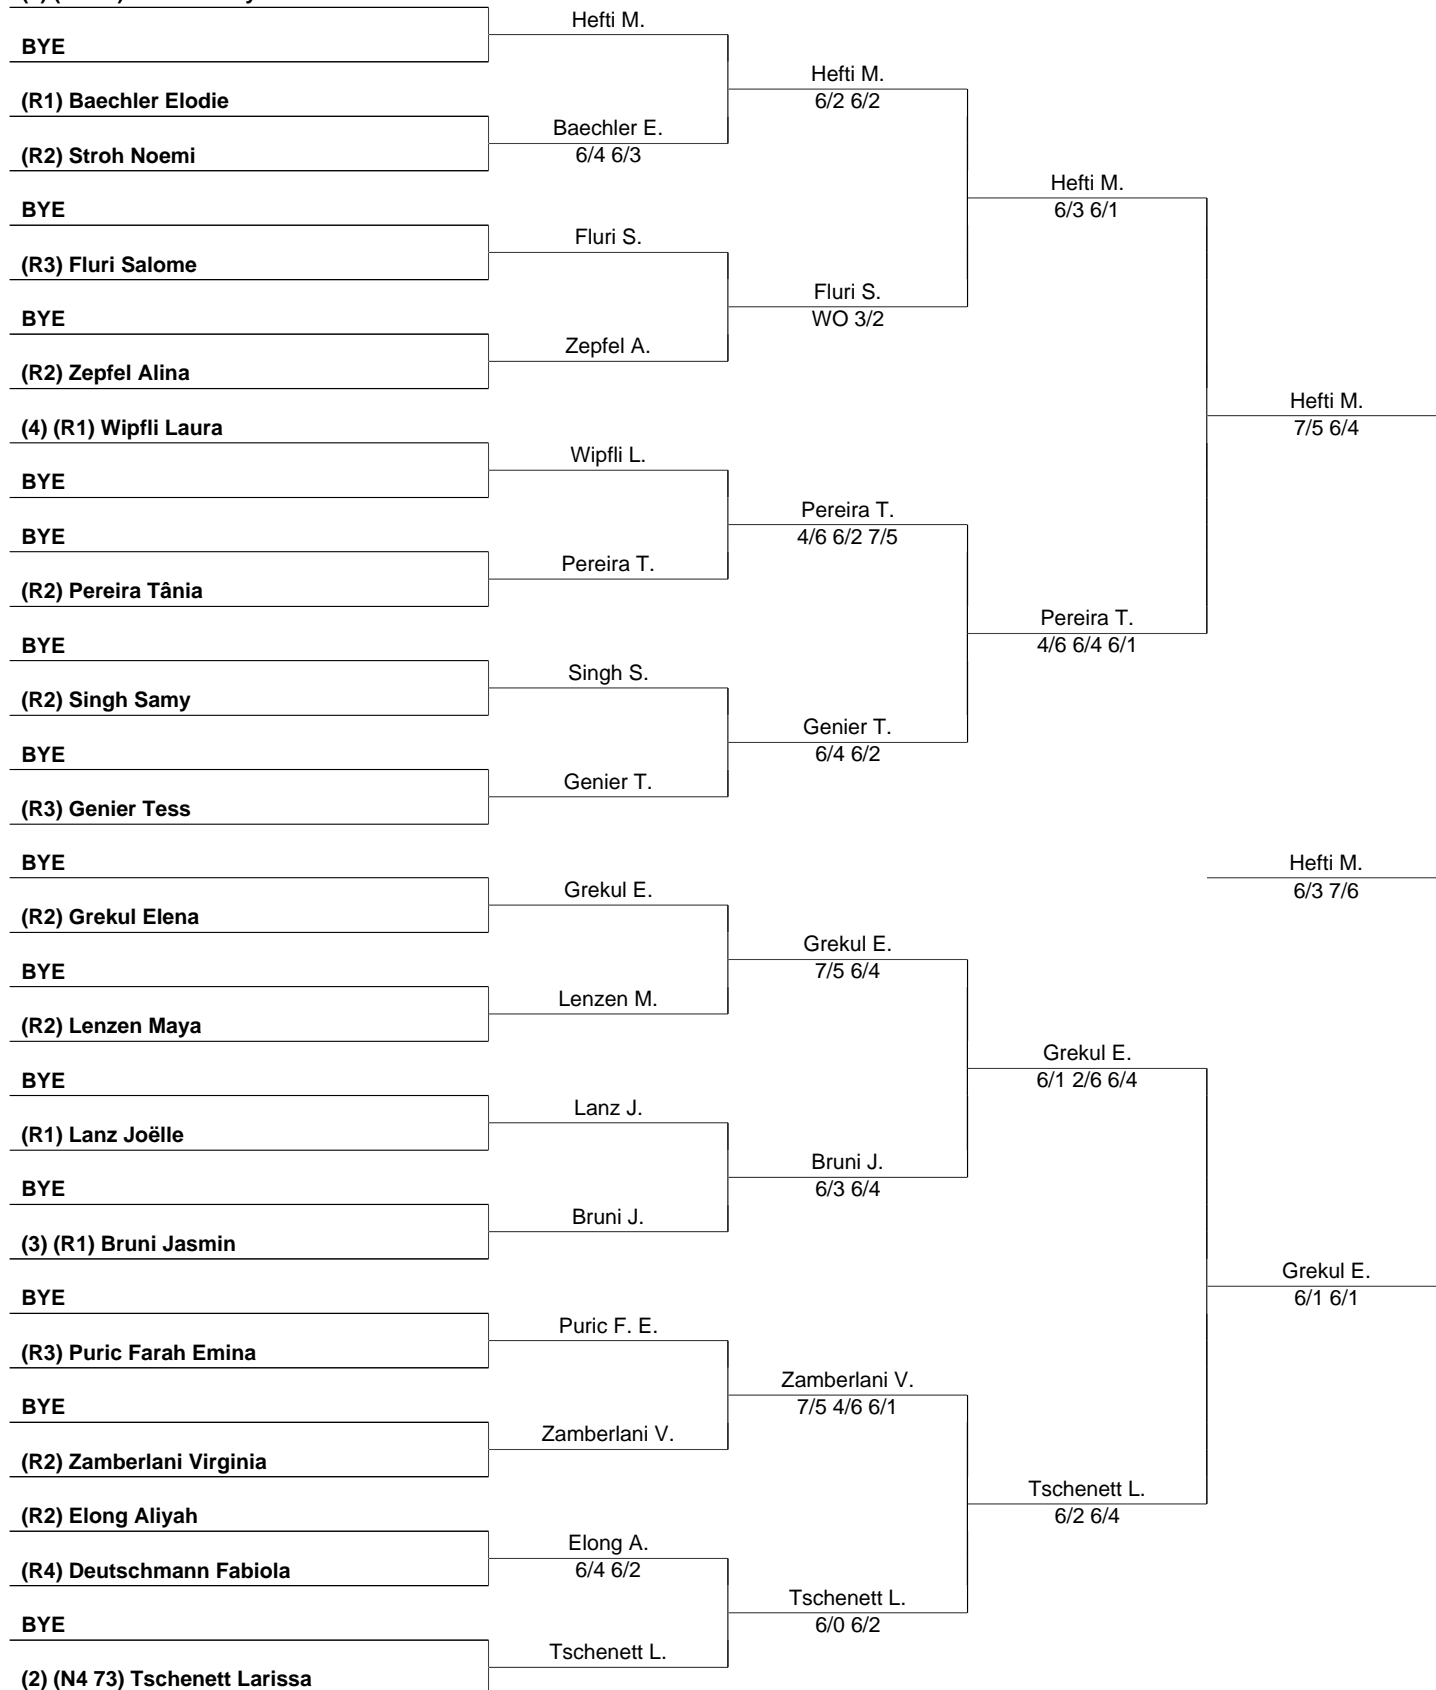 BYE
(R1) Baechler Elodie
(R2) Stroh Noemi
BYE
(R3) Fluri Salome
BYE
(R2) Zepfel Alina
(4) (R1) Wipfli Laura
BYE
BYE
(R2) Pereira Tânia
BYE
(R2) Singh Samy
BYE
(R3) Genier Tess
BYE
(R2) Grekul Elena
BYE
(R2) Lenzen Maya
BYE
(R1) Lanz Joëlle
BYE
(3) (R1) Bruni Jasmin
BYE
(R3) Puric Farah Emina
BYE
(R2) Zamberlani Virginia
(R2) Elong Aliyah
(R4) Deutschmann Fabiola
BYE
(2) (N4 73) Tschenett Larissa
Hefti M.
Baechler E.
6/4 6/3
Fluri S.
Zepfel A.
Wipfli L.
Pereira T.
Singh S.
Genier T.
Grekul E.
Lenzen M.
Lanz J.
Bruni J.
Puric F. E.
Zamberlani V.
Elong A.
6/4 6/2
Tschenett L.
Hefti M.
6/2 6/2
Fluri S.
WO 3/2
Pereira T.
4/6 6/2 7/5
Genier T.
6/4 6/2
Grekul E.
7/5 6/4
Bruni J.
6/3 6/4
Zamberlani V.
7/5 4/6 6/1
Tschenett L.
6/0 6/2
Hefti M.
6/3 6/1
Pereira T.
4/6 6/4 6/1
Grekul E.
6/1 2/6 6/4
Tschenett L.
6/2 6/4
Hefti M.
7/5 6/4
Hefti M.
6/3 7/6
Grekul E.
6/1 6/1